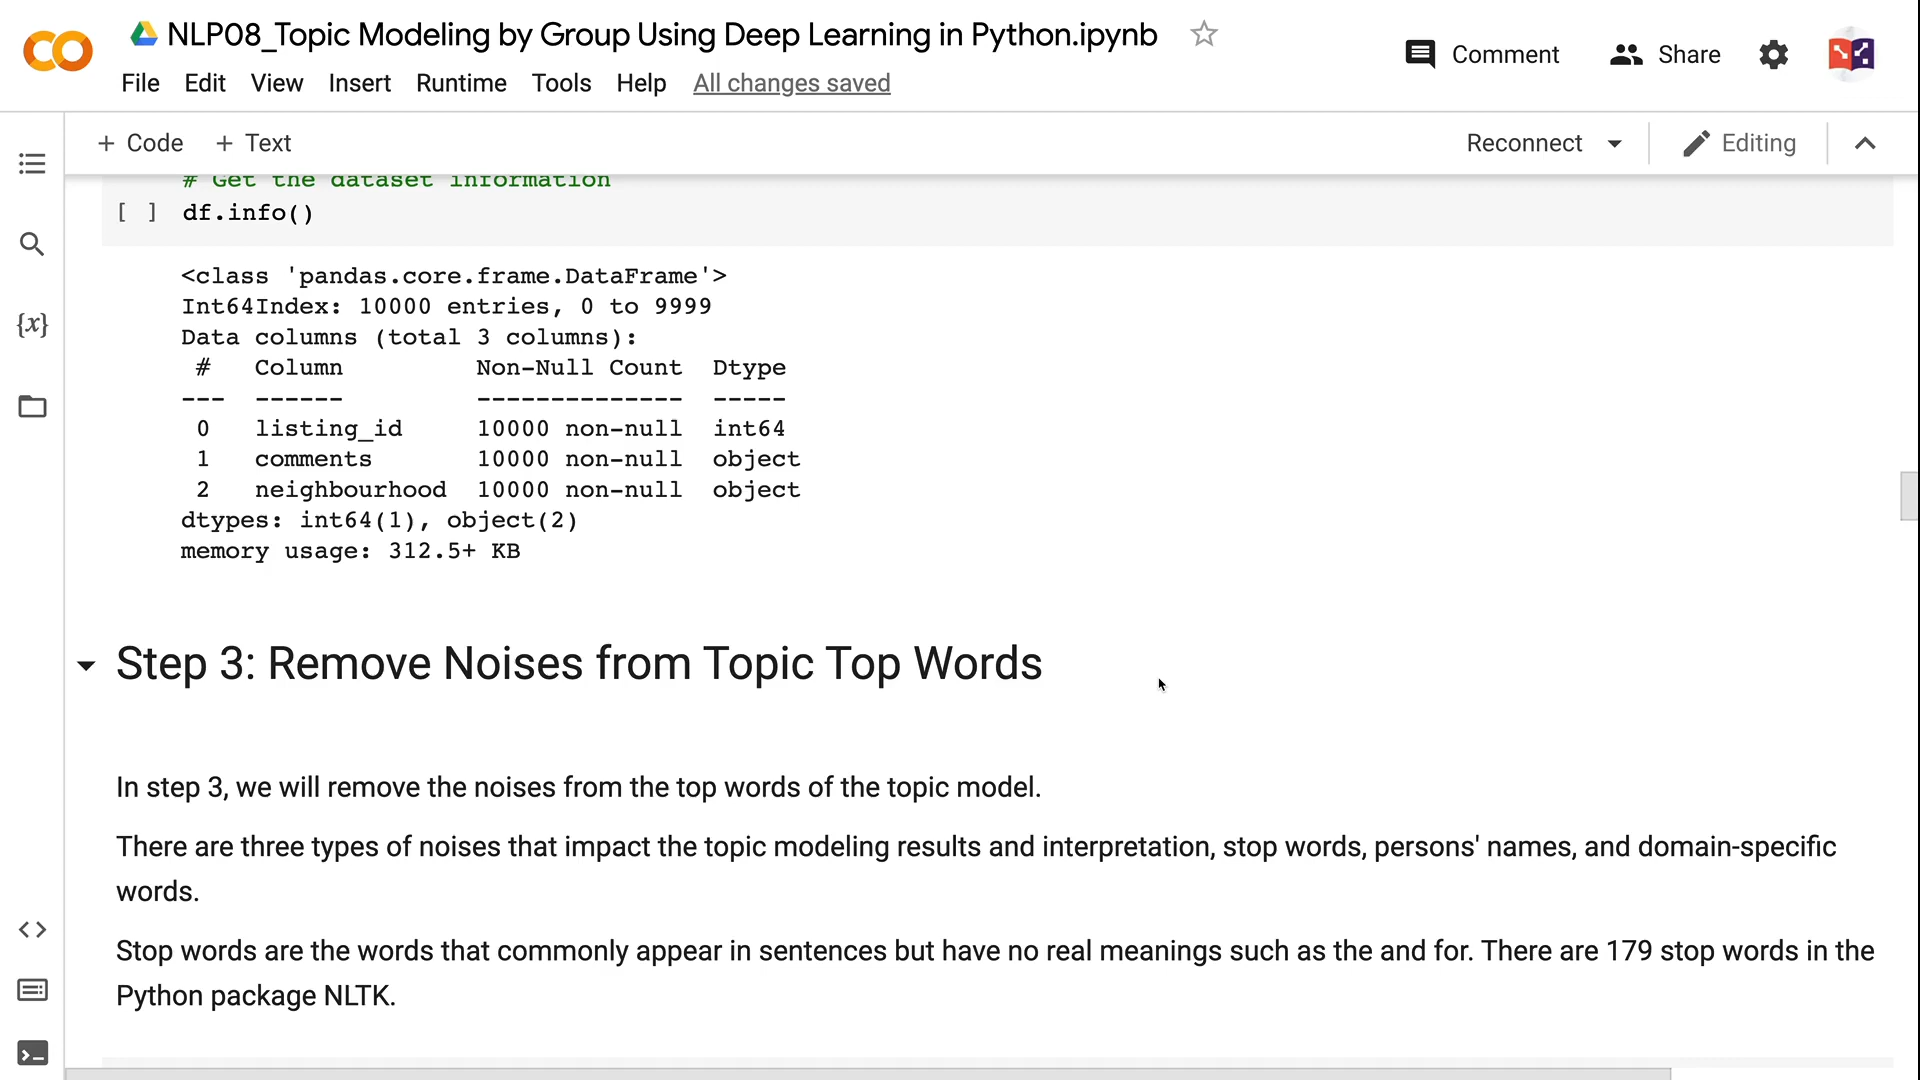 NLP08_Topic Modeling by Group Using Deep Learning in Python.ipynb
Comment
Share
File Edit View Insert Runtime Tools Help All changes saved
+ Code + Text
Reconnect
Editing
# Get the dataset information
[ ] df.info()
{x}
<class 'pandas.core.frame.DataFrame'>
Int64Index: 10000 entries, 0 to 9999
Data columns (total 3 columns):
# Column Non-Null Count Dtype
--- ------ -------------- -----
0 listing_id 10000 non-null int64
1 comments 10000 non-null object
2 neighbourhood 10000 non-null object
dtypes: int64(1), object(2)
memory usage: 312.5+ KB
Step 3: Remove Noises from Topic Top Words
In step 3, we will remove the noises from the top words of the topic model.
There are three types of noises that impact the topic modeling results and interpretation, stop words, persons' names, and domain-specific
words.
Stop words are the words that commonly appear in sentences but have no real meanings such as the and for. There are 179 stop words in the
Python package NLTK.